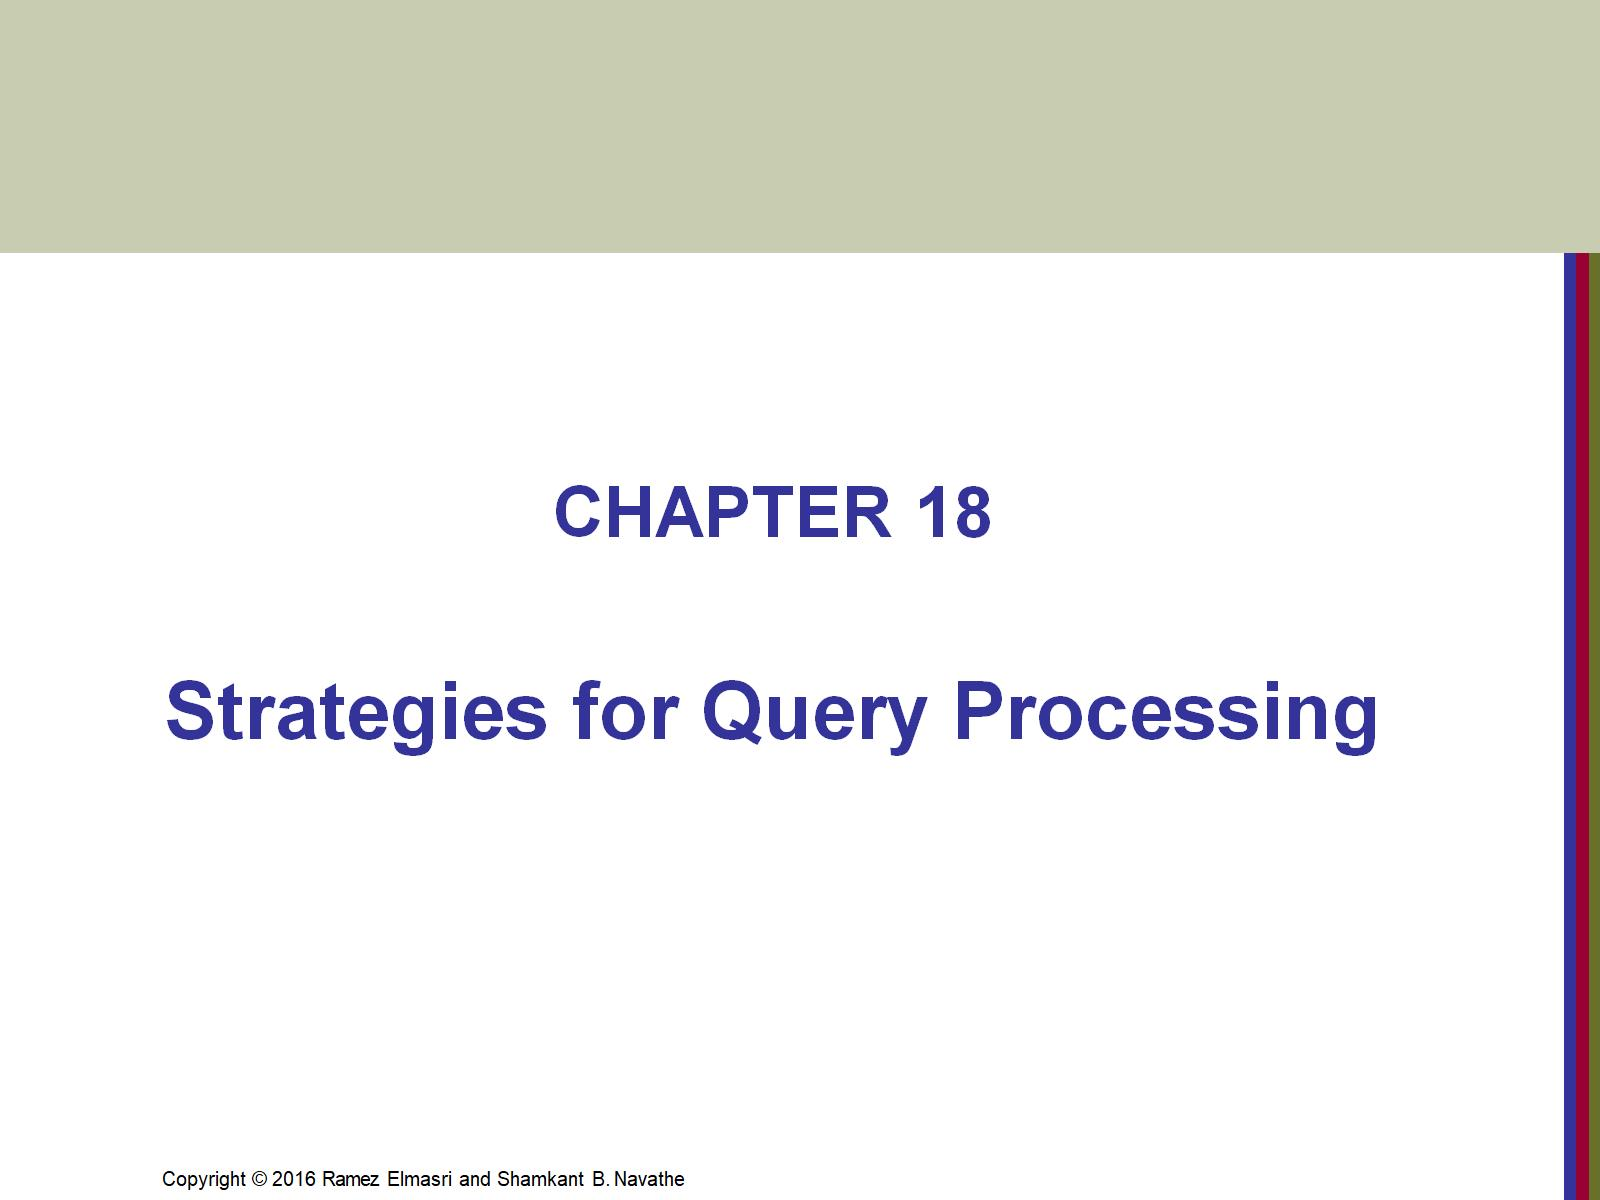 CHAPTER 18
Strategies for Query Processing
Copyright © 2016 Ramez Elmasri and Shamkant B. Navathe